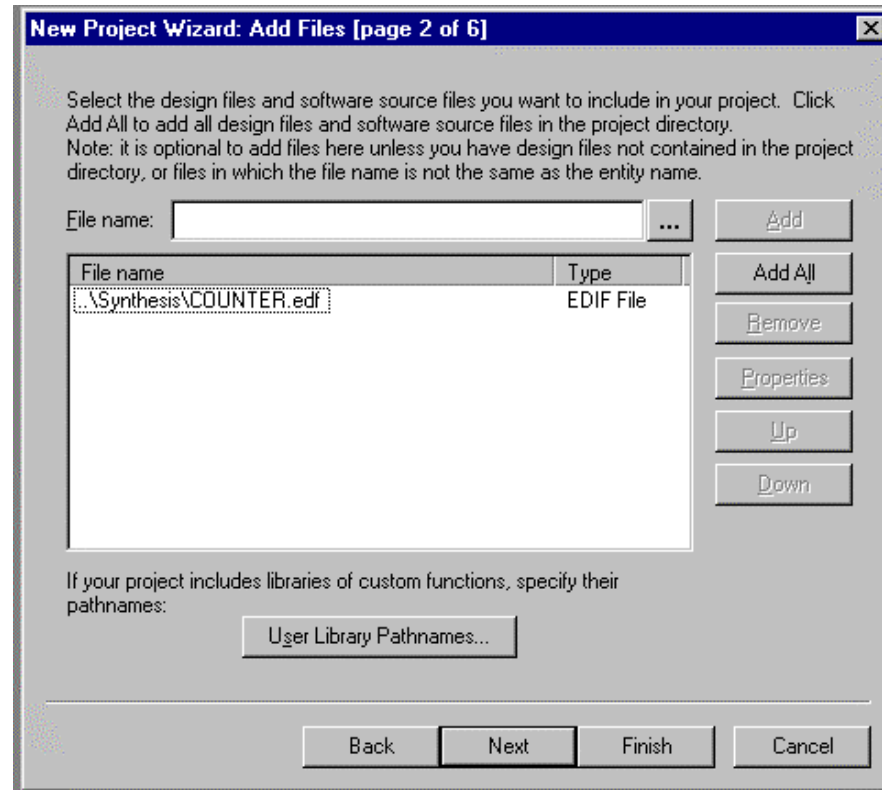 New Project Wizard: Add Files [page 2 of 6]
Select the design files and software source files you want to include in your project. Click
Add All to add all design files and software source files in the project directory.
Note: it is optional to add files here unless you have design files not contained in the project
directory, or files in which the file name is not the same as the entity name.
File name: ... Add
File name Type Add All
..\Synthesis\COUNTER.edf EDIF File
Remove
Properties
Up
Down
If your project includes libraries of custom functions, specify their
pathnames:
User Library Pathnames...
Back Next Finish Cancel